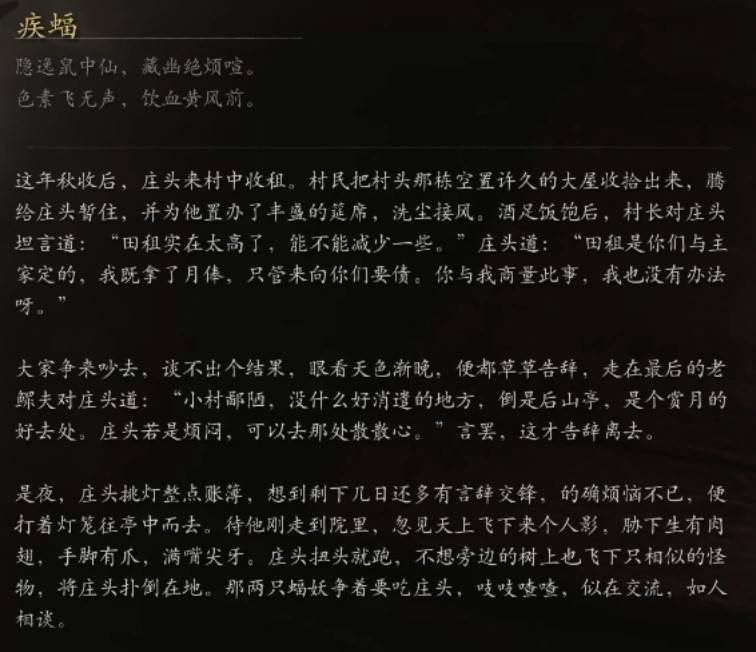 疾蝠
隐逸鼠中仙，藏幽绝烦喧。
色素飞无声，饮血黄风前。
这年秋收后，庄头来村中收租。村民把村头那栋空置许久的大屋收拾出来，腾
给庄头暂住，并为他置办了丰盛的筵席，洗尘接风。酒足饭饱后，村长对庄头
坦言道：“田租实在太高了，能不能减少一些。”庄头道：“田租是你们与主
家定的，我既拿了月俸，只管来向你们要债。你与我商量此事，我也没有办法
呀。”
大家争来吵去，谈不出个结果，眼看天色渐晚，便都草草告辞，走在最后的老
鳏夫对庄头道：“小村鄙陋，没什么好消遣的地方，倒是后山亭，是个赏月的
好去处。庄头若是烦闷，可以去那处散散心。”言罢，这才告辞离去。
是夜，庄头挑灯整点账簿，想到剩下几日还多有言辞交锋，的确烦恼不已，便
打着灯笼往亭中而去。待他刚走到院里，忽见天上飞下来个人影，胁下生有肉
翅，手脚有爪，满嘴尖牙。庄头扭头就跑，不想旁边的树上也飞下只相似的怪
物，将庄头扑倒在地。那两只蝠妖争着要吃庄头，吱吱喳喳，似在交流，如人
相谈。